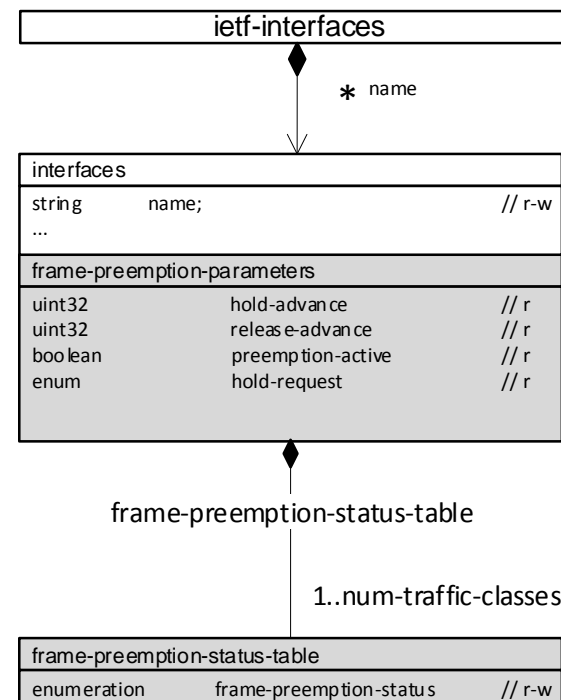 ietf-interfaces
* name
interfaces
string name; // r-w
...
frame-preemption-parameters
uint32 hold-advance // r
uint32 release-advance // r
boolean preemption-active // r
enum hold-request // r
frame-preemption-status-table
1..num-traffic-classes
frame-preemption-status-table
enumeration frame-preemption-status // r-w